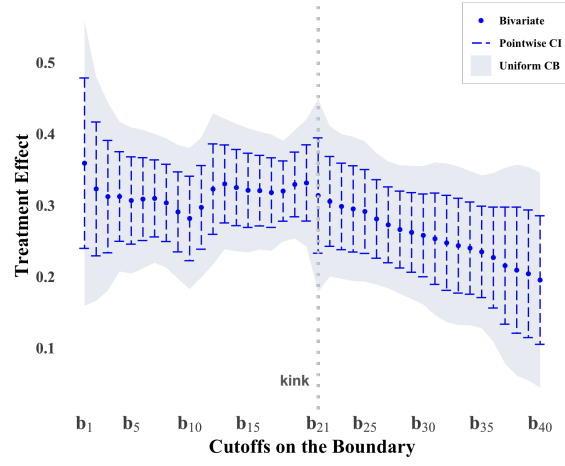 Bivariate
Pointwise CI
Uniform CB
0.5
0.4
0.3
0.2
0.1
Treatment Effect
kink
b1 b5 b10 b15 b21 b25 b30 b35 b40
Cutoffs on the Boundary